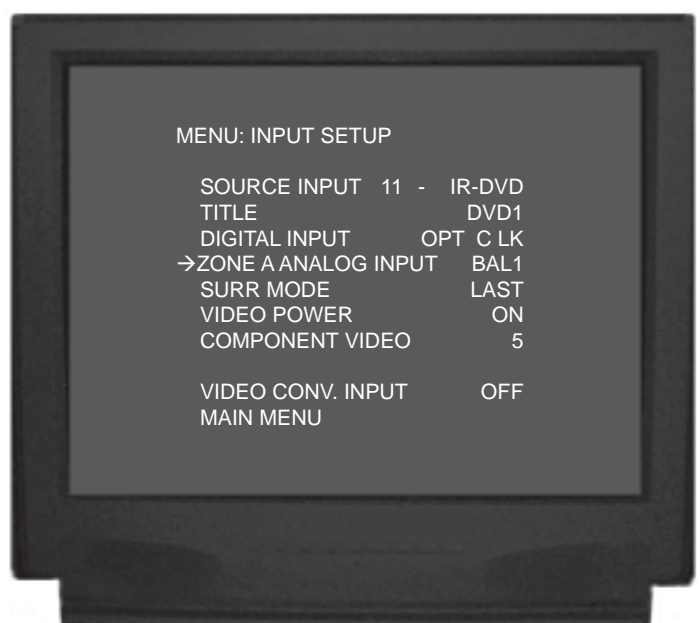 MENU: INPUT SETUP
SOURCE INPUT 11 - IR-DVD
TITLE DVD1
DIGITAL INPUT OPT C LK
→ZONE A ANALOG INPUT BAL1
SURR MODE LAST
VIDEO POWER ON
COMPONENT VIDEO 5
VIDEO CONV. INPUT OFF
MAIN MENU